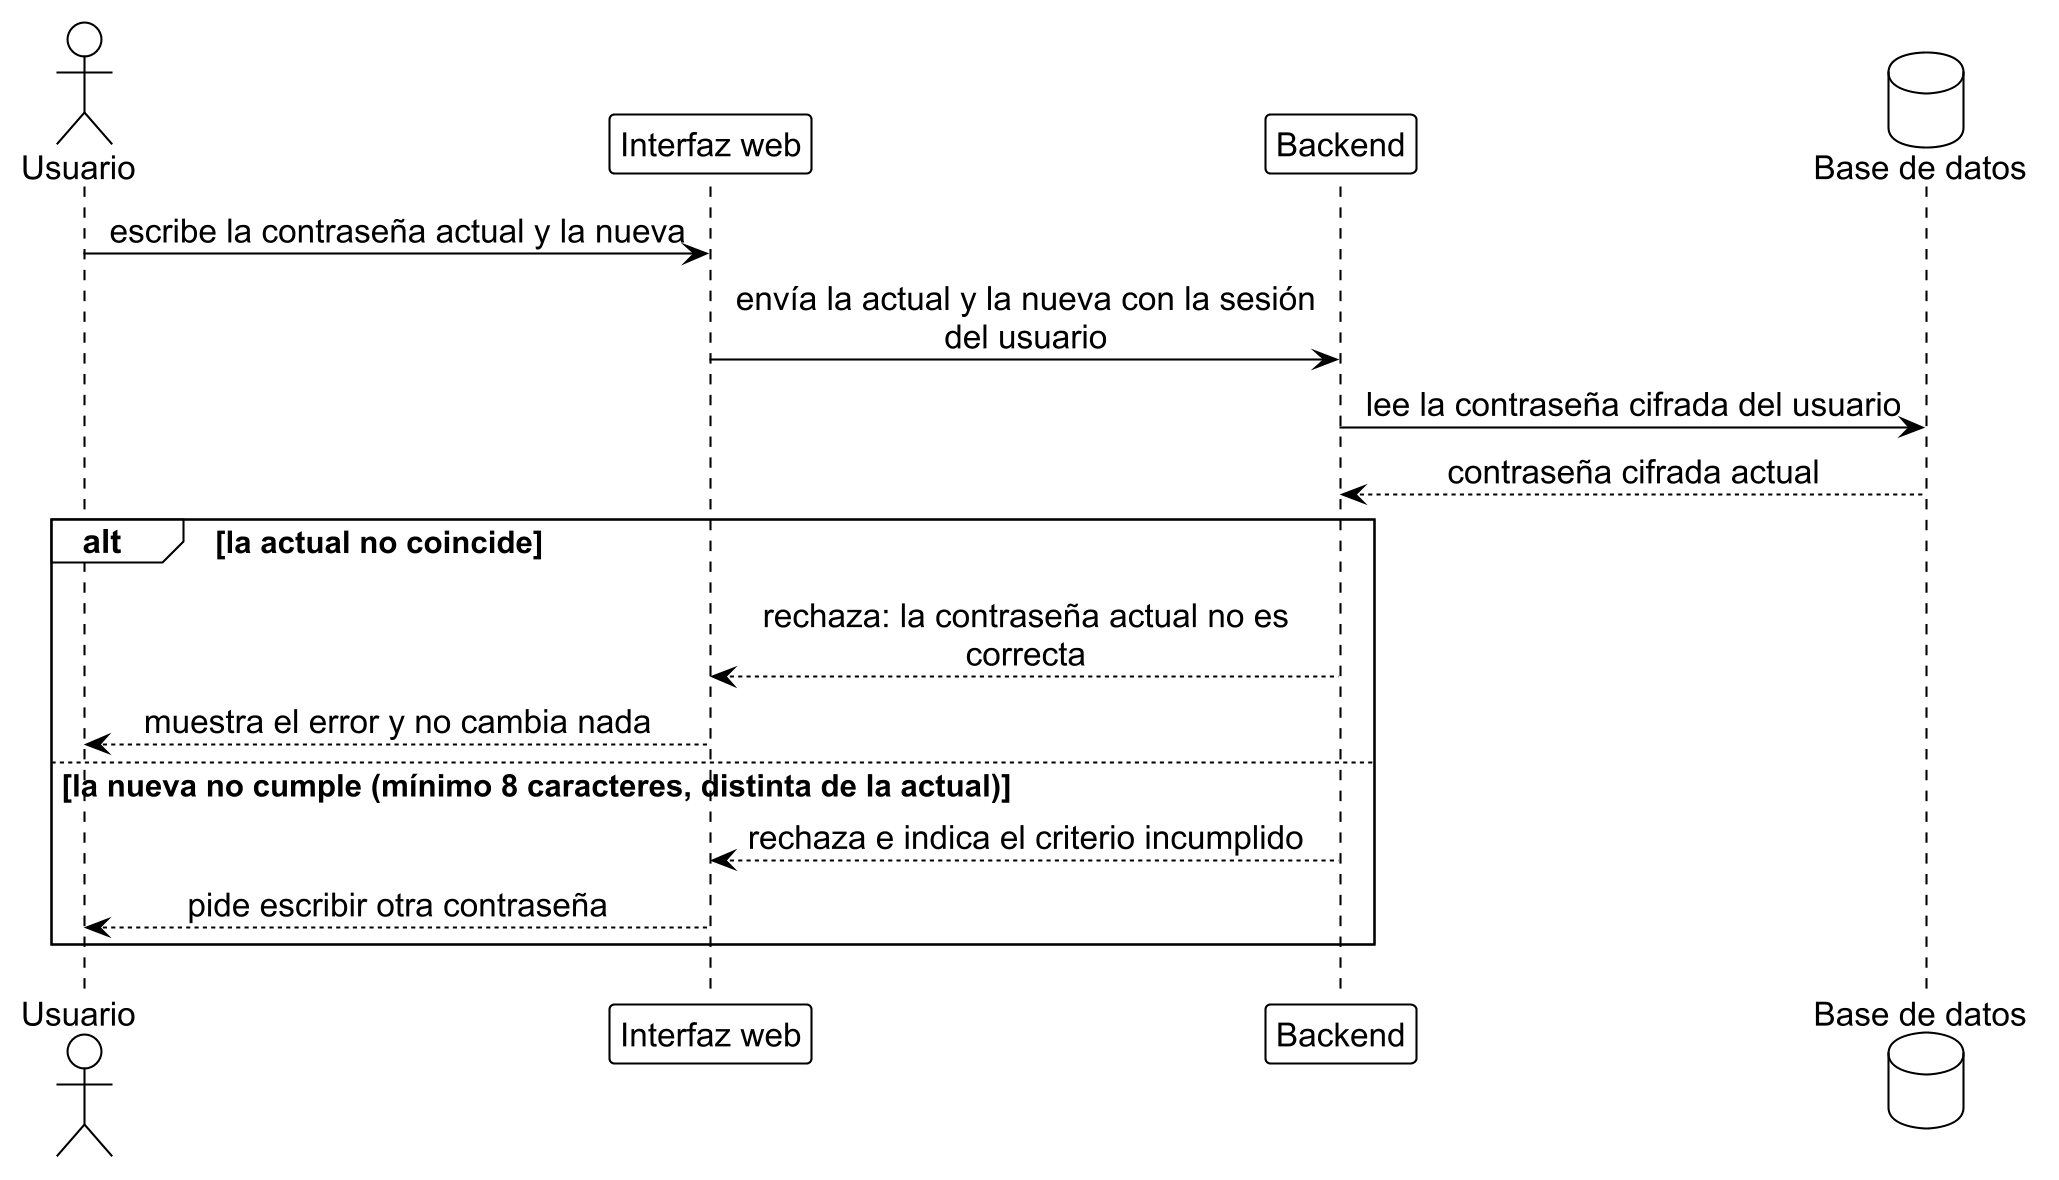 Usuario
Interfaz web
Backend
Base de datos
escribe la contraseña actual y la nueva
envía la actual y la nueva con la sesión
del usuario
lee la contraseña cifrada del usuario
contraseña cifrada actual
alt
[la actual no coincide]
rechaza: la contraseña actual no es
correcta
muestra el error y no cambia nada
[la nueva no cumple (mínimo 8 caracteres, distinta de la actual)]
rechaza e indica el criterio incumplido
pide escribir otra contraseña
Usuario
Interfaz web
Backend
Base de datos